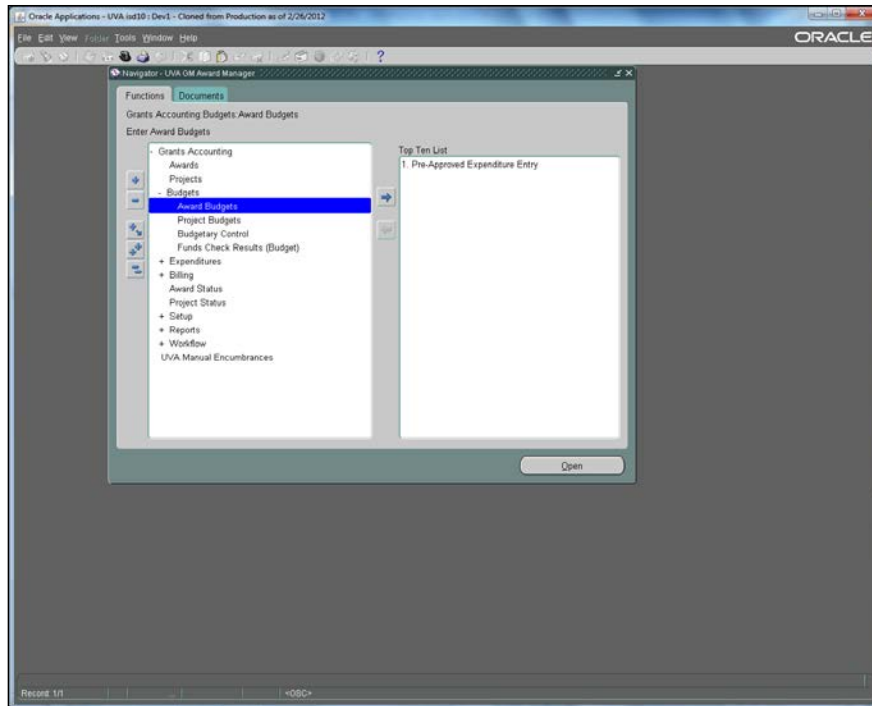 Oracle Applications - UVA isd10 : Dev1 - Cloned from Production as of 2/26/2012
File Edit View Folder Tools Window Help
ORACLE
Navigator - UVA GM Award Manager
Functions Documents
Grants Accounting Budgets:Award Budgets
Enter Award Budgets
- Grants Accounting
Awards
Projects
- Budgets
Award Budgets
Project Budgets
Budgetary Control
Funds Check Results (Budget)
+ Expenditures
+ Billing
Award Status
Project Status
+ Setup
+ Reports
+ Workflow
UVA Manual Encumbrances
Top Ten List
1. Pre-Approved Expenditure Entry
Open
Record: 1/1 ... <OSC>